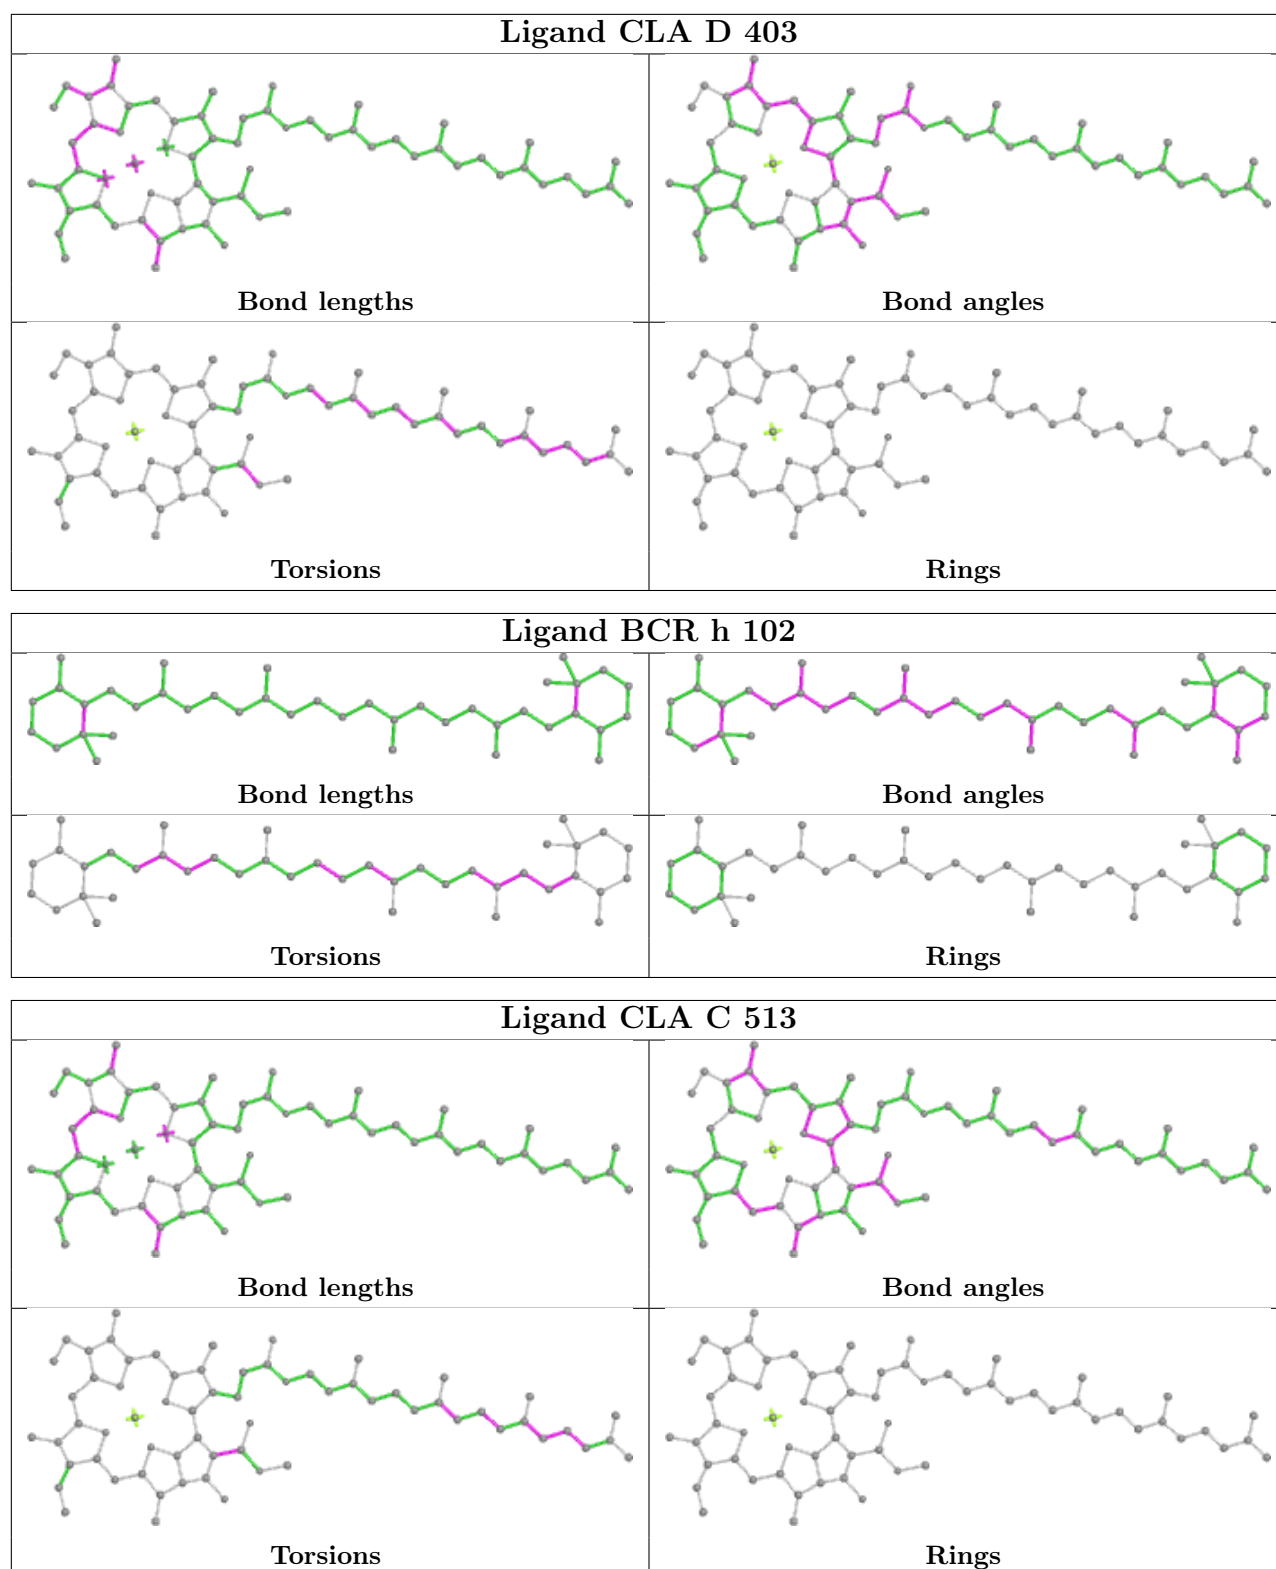 Ligand CLA D 403
Bond lengths
Bond angles
Torsions
Rings
Ligand BCR h 102
Bond lengths
Bond angles
Torsions
Rings
Ligand CLA C 513
Bond lengths
Bond angles
Torsions
Rings